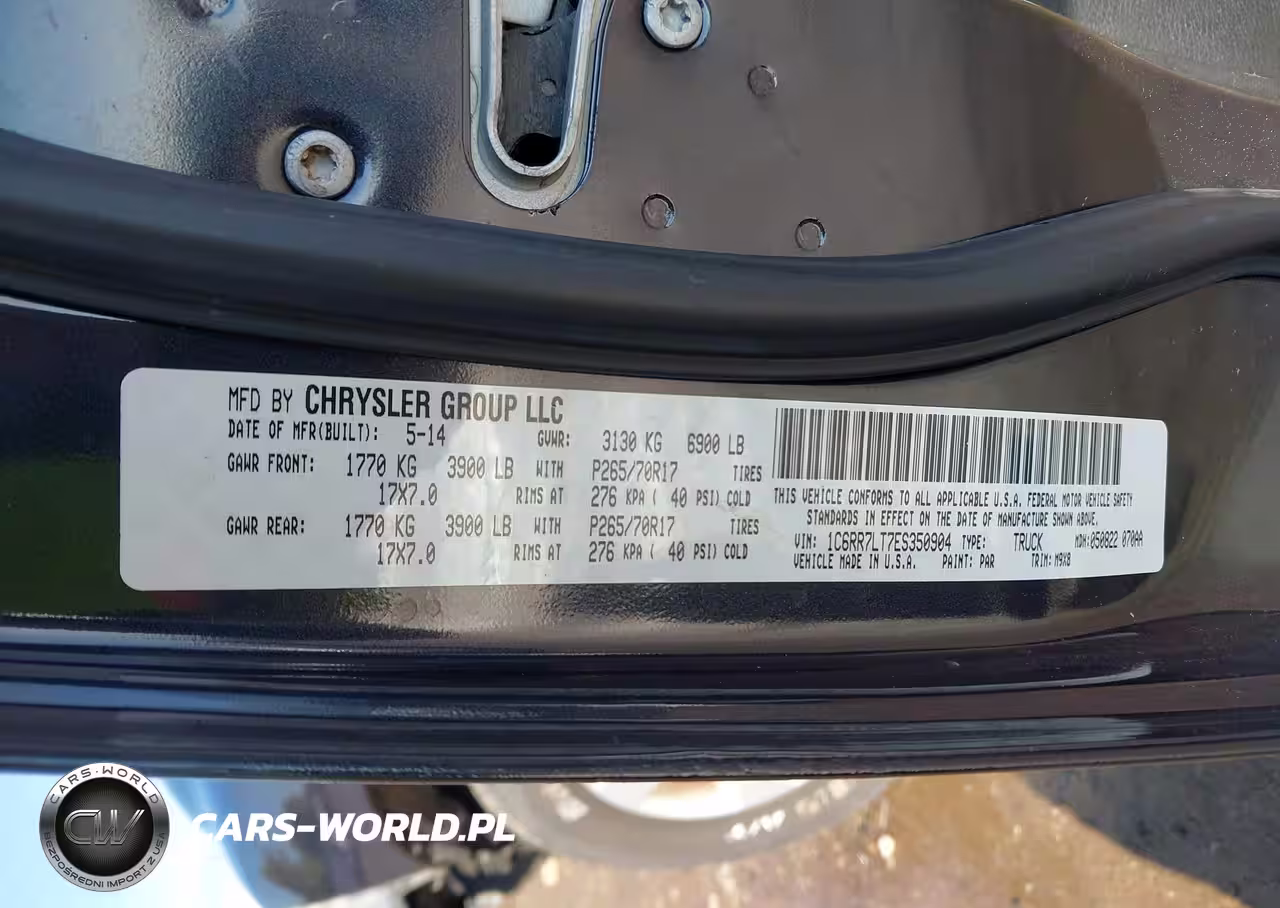 MFD BY CHRYSLER GROUP LLC
DATE OF MFR(BUILT): 5-14 GVWR: 3130 KG 6900 LB
GAWR FRONT: 1770 KG 3900 LB WITH P265/70R17 TIRES
17X7.0 RIMS AT 276 KPA ( 40 PSI) COLD
GAWR REAR: 1770 KG 3900 LB WITH P265/70R17 TIRES
17X7.0 RIMS AT 276 KPA ( 40 PSI) COLD
THIS VEHICLE CONFORMS TO ALL APPLICABLE U.S.A. FEDERAL MOTOR VEHICLE SAFETY
STANDARDS IN EFFECT ON THE DATE OF MANUFACTURE SHOWN ABOVE.
VIN: 1C6RR7LT7ES350904 TYPE: TRUCK MDH: 050822 070AA
VEHICLE MADE IN U.S.A. PAINT: PAR TRIM: M9X8
CARS-WORLD
CW
BEZPOŚREDNI IMPORT Z USA
CARS-WORLD.PL